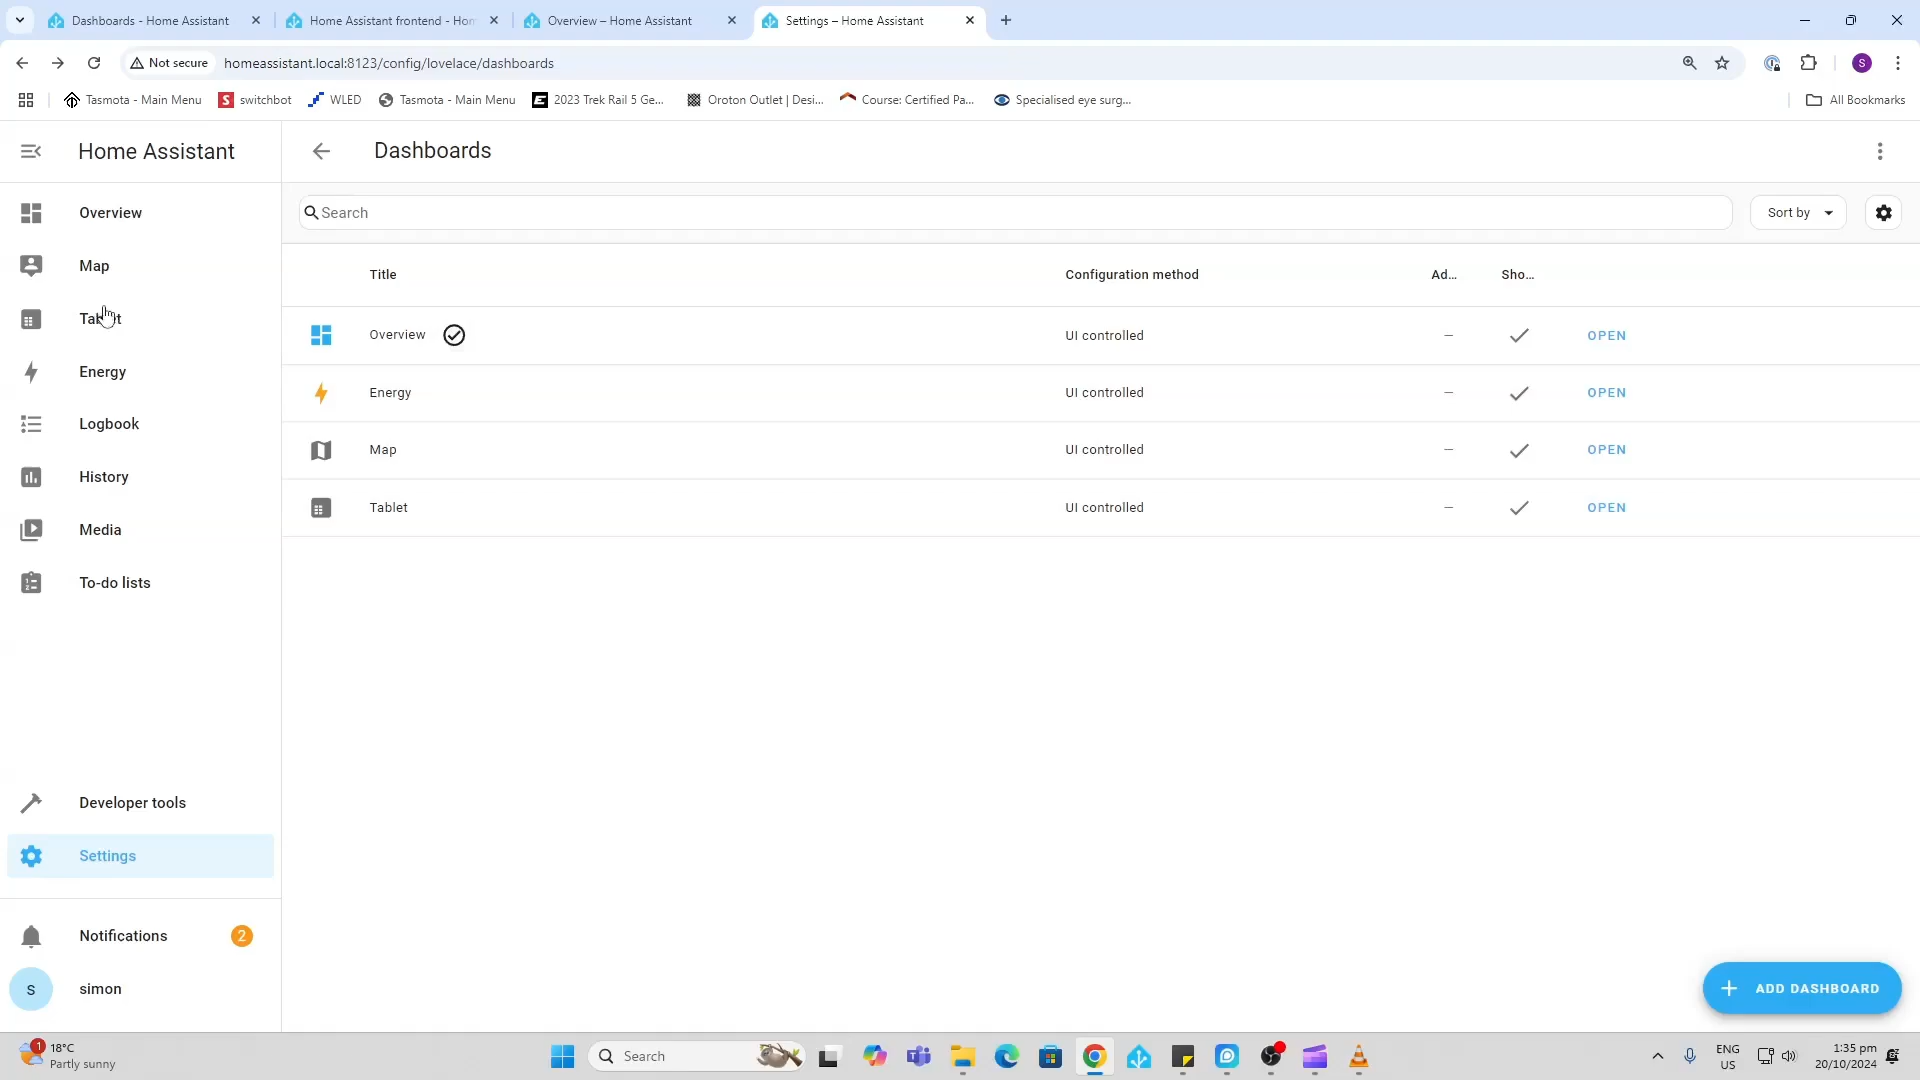 Dashboards - Home Assistant
Home Assistant frontend - Hom
Overview – Home Assistant
Settings – Home Assistant
Not secure
homeassistant.local:8123/config/lovelace/dashboards
S
Tasmota - Main Menu
switchbot
WLED
Tasmota - Main Menu
2023 Trek Rail 5 Ge...
Oroton Outlet | Desi...
Course: Certified Pa...
Specialised eye surg...
All Bookmarks
Home Assistant
Dashboards
Overview
Map
Energy
Logbook
History
Media
To-do lists
Developer tools
Settings
Notifications
2
s
simon
Search
Sort by
Title
Configuration method
Ad...
Sho...
Overview
UI controlled
OPEN
Energy
UI controlled
OPEN
Map
UI controlled
OPEN
Tablet
UI controlled
OPEN
ADD DASHBOARD
1
18°C
Partly sunny
Search
ENG
US
1:35 pm
20/10/2024